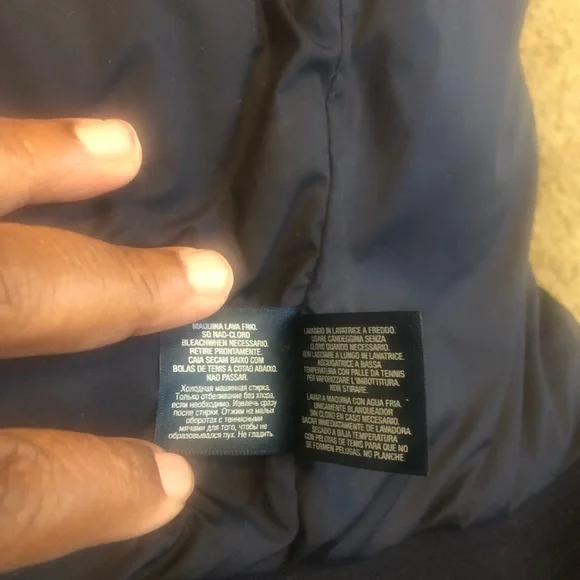 MAQUINA LAVA FRIO.
SO NAD-CLORO
BLEACHWHEN NECESSARIO.
RETIRE PRONTAMENTE.
CAIA SECAM BAIXO COM
BOLAS DE TENIS A COTAO ABAIXO.
NAO PASSAR.
Холодная машинная стирка.
Только отбеливание без хлора,
если необходимо. Извлечь сразу
после стирки. Отжим на малых
оборотах с теннисными
мячами для того, чтобы не
образовывался пух. Не гладить.
LAVAGGIO IN LAVATRICE A FREDDO.
USARE CANDEGGINA SENZA
CLORO QUANDO NECESSARIO.
NON LASCIARE A LUNGO IN LAVATRICE.
ASCIUGATRICE A BASSA
TEMPERATURA CON PALLE DA TENNIS
PER VAPORIZZARE L'IMBOTTITURA.
NON STIRARE
LAVAR A MAQUINA CON AGUA FRIA.
UNICAMENTE BLANQUEADOR
SIN CLORO EN CASO NECESARIO.
SACAR IMMEDIATAMENTE DE LAVADORA.
SECADO A BAJA TEMPERATURA
CON PELOTAS DE TENIS PARA QUE NO
SE FORMEN PELUSAS. NO PLANCHE